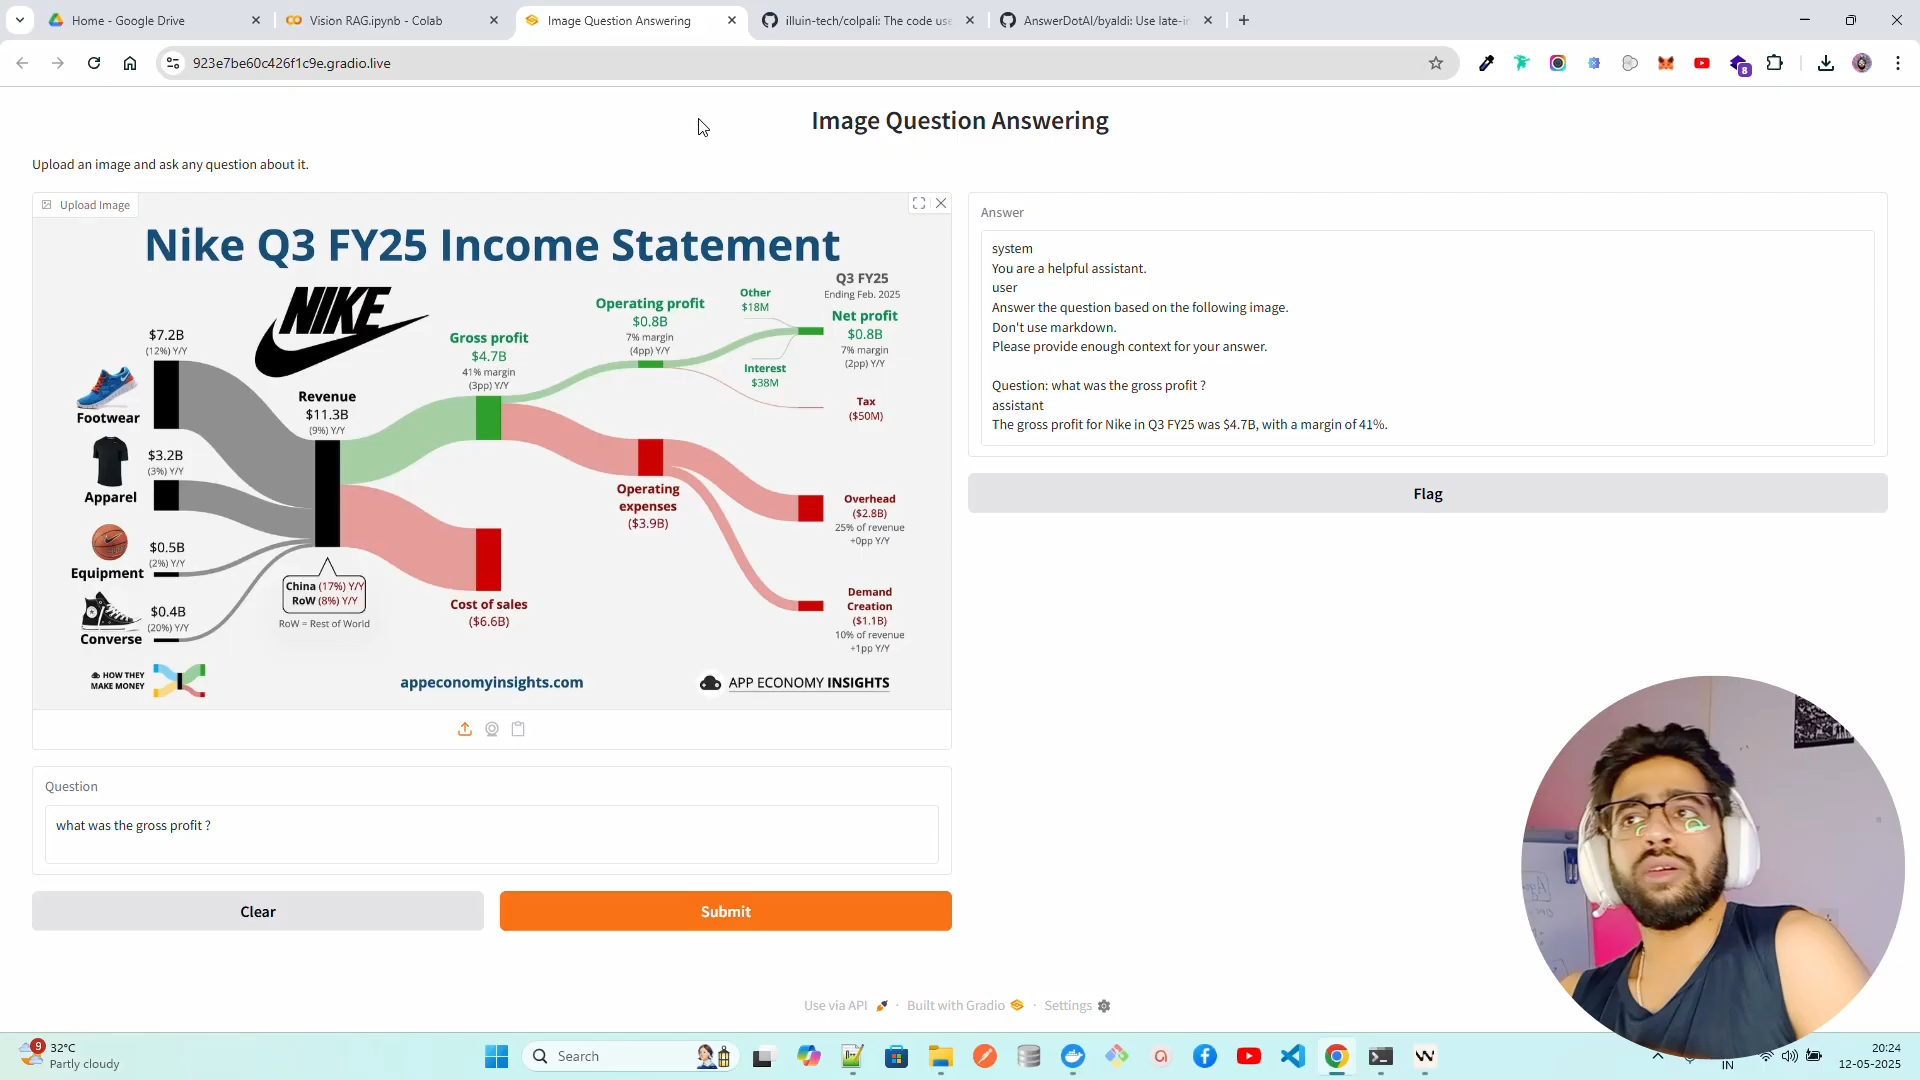 Home - Google Drive
Vision RAG.ipynb - Colab
Image Question Answering
illuin-tech/colpali: The code use
AnswerDotAI/byaldi: Use late-in
923e7be60c426f1c9e.gradio.live
8
Image Question Answering
Upload an image and ask any question about it.
Upload Image
Nike Q3 FY25 Income Statement
NIKE
Q3 FY25
Ending Feb. 2025
$7.2B
(12%) Y/Y
Footwear
$3.2B
(3%) Y/Y
Apparel
$0.5B
(2%) Y/Y
Equipment
$0.4B
(20%) Y/Y
Converse
Revenue
$11.3B
(9%) Y/Y
China (17%) Y/Y
RoW (8%) Y/Y
RoW = Rest of World
Gross profit
$4.7B
41% margin
(3pp) Y/Y
Cost of sales
($6.6B)
Operating profit
$0.8B
7% margin
(4pp) Y/Y
Operating
expenses
($3.9B)
Other
$18M
Interest
$38M
Net profit
$0.8B
7% margin
(2pp) Y/Y
Tax
($50M)
Overhead
($2.8B)
25% of revenue
+0pp Y/Y
Demand
Creation
($1.1B)
10% of revenue
+1pp Y/Y
HOW THEY
MAKE MONEY
appeconomyinsights.com
APP ECONOMY INSIGHTS
Question
what was the gross profit ?
Clear
Submit
Answer
system
You are a helpful assistant.
user
Answer the question based on the following image.
Don't use markdown.
Please provide enough context for your answer.
Question: what was the gross profit ?
assistant
The gross profit for Nike in Q3 FY25 was $4.7B, with a margin of 41%.
Flag
Use via API · Built with Gradio · Settings
9
32°C
Partly cloudy
Search
IN
20:24
12-05-2025